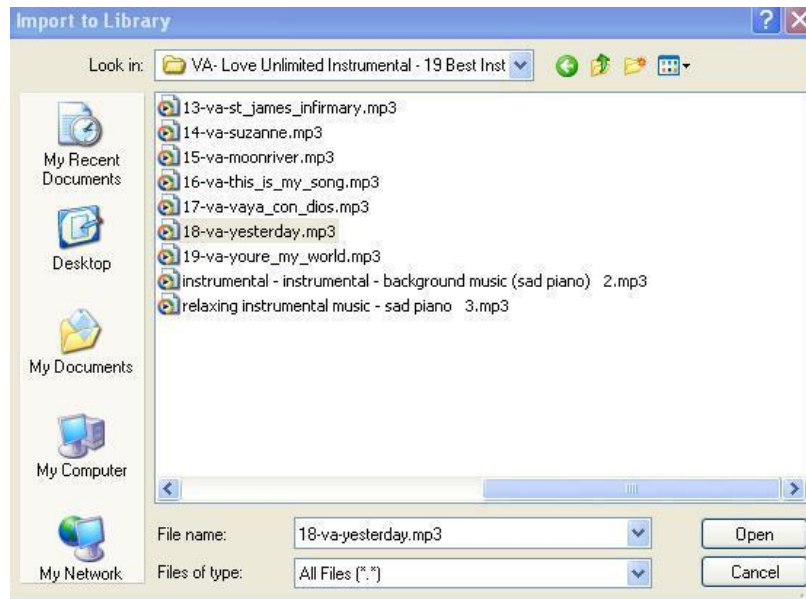 Import to Library
Look in:
VA- Love Unlimited Instrumental - 19 Best Inst
My Recent
Documents
Desktop
My Documents
My Computer
My Network
13-va-st_james_infirmary.mp3
14-va-suzanne.mp3
15-va-moonriver.mp3
16-va-this_is_my_song.mp3
17-va-vaya_con_dios.mp3
18-va-yesterday.mp3
19-va-youre_my_world.mp3
instrumental - instrumental - background music (sad piano)   2.mp3
relaxing instrumental music - sad piano   3.mp3
File name:
18-va-yesterday.mp3
Open
Files of type:
All Files (*.*)
Cancel